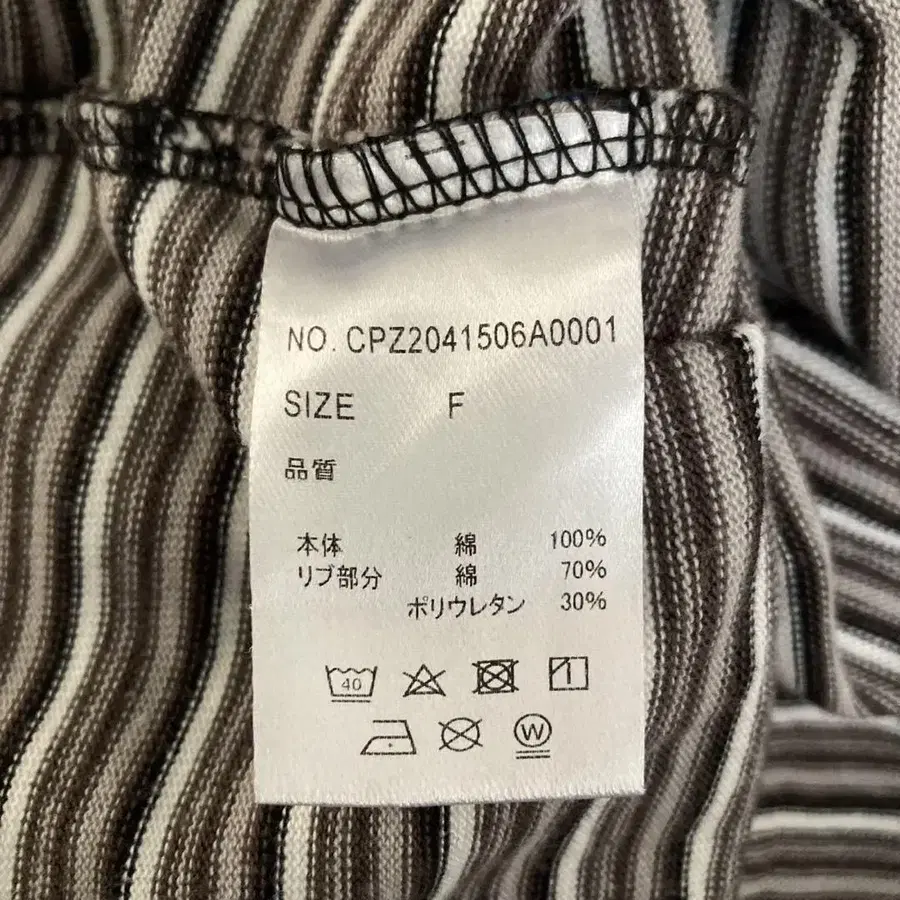 NO. CPZ2041506A0001
SIZE F
品質
本体 綿 100%
リブ部分 綿 70%
ポリウレタン 30%
40
W